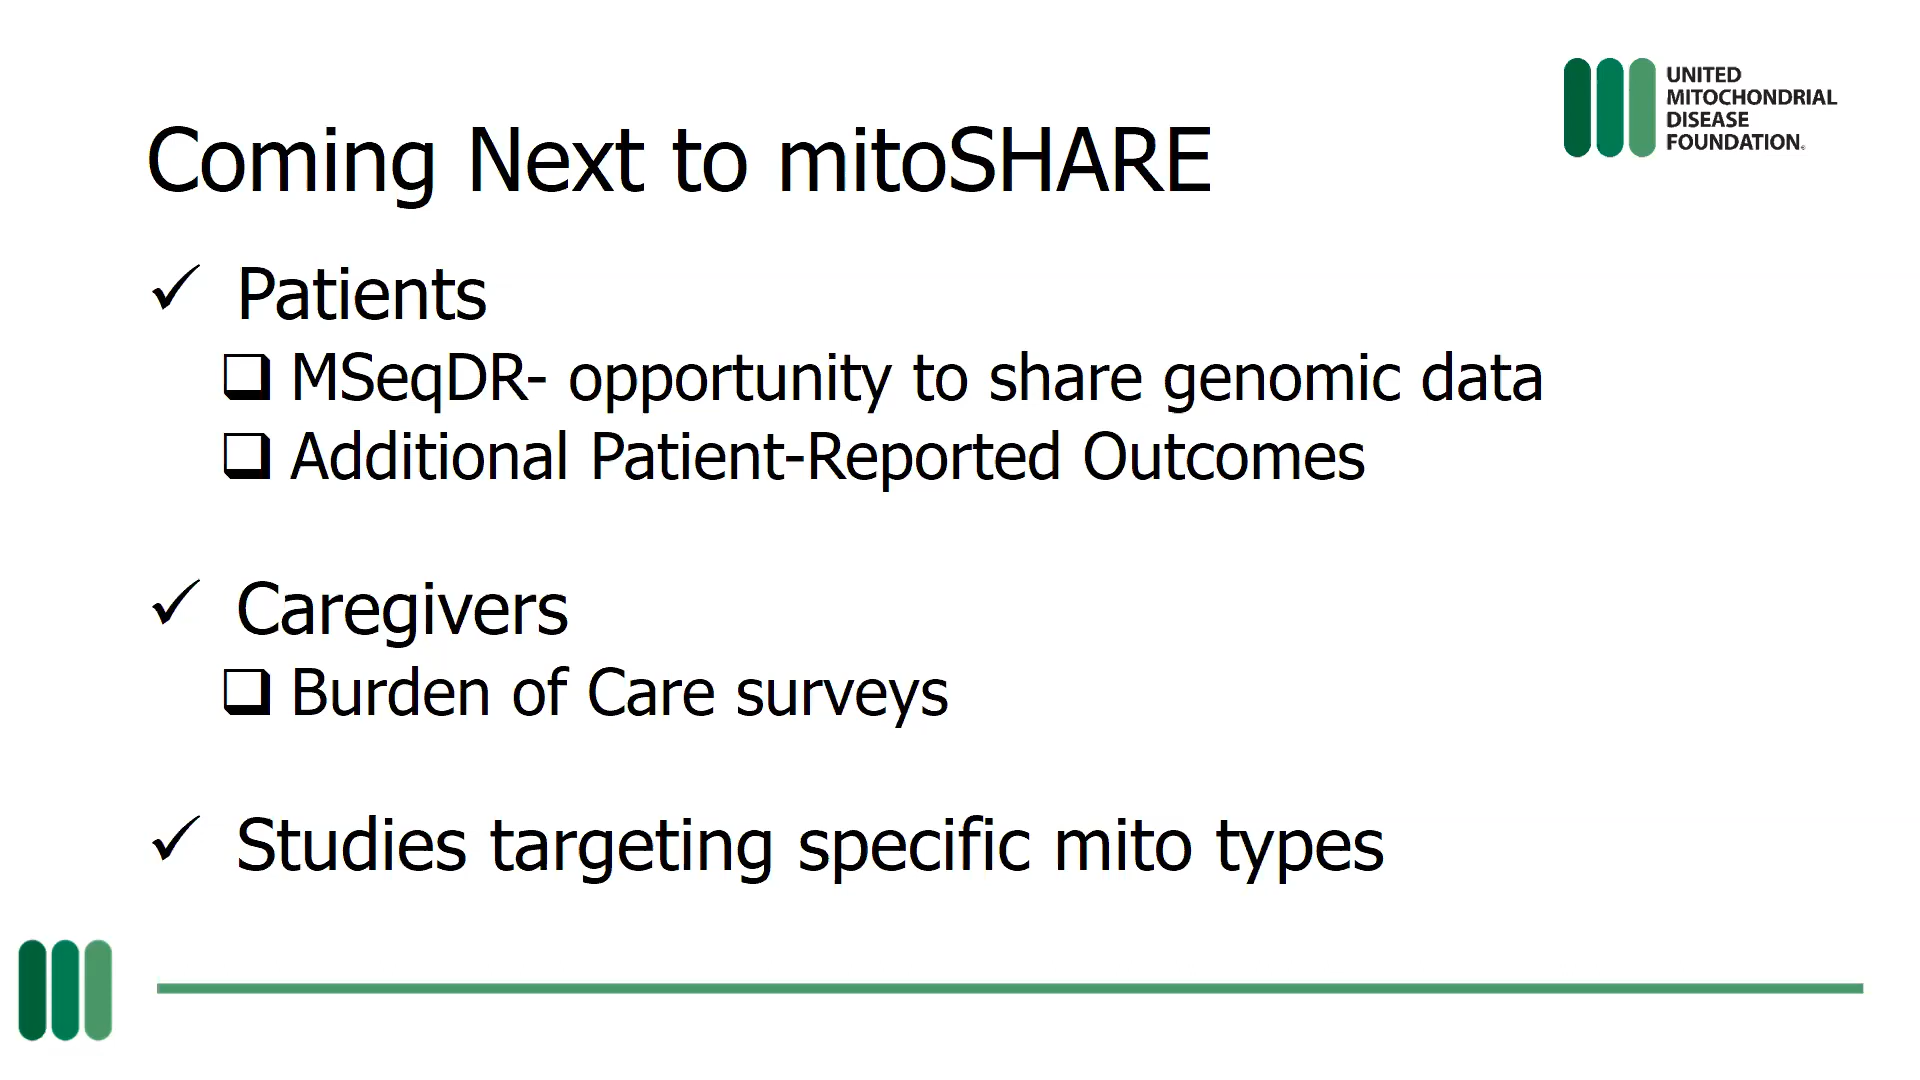 UNITED
MITOCHONDRIAL
DISEASE
FOUNDATION®
Coming Next to mitoSHARE
✓ Patients
❑ MSeqDR- opportunity to share genomic data
❑ Additional Patient-Reported Outcomes
✓ Caregivers
❑ Burden of Care surveys
✓ Studies targeting specific mito types